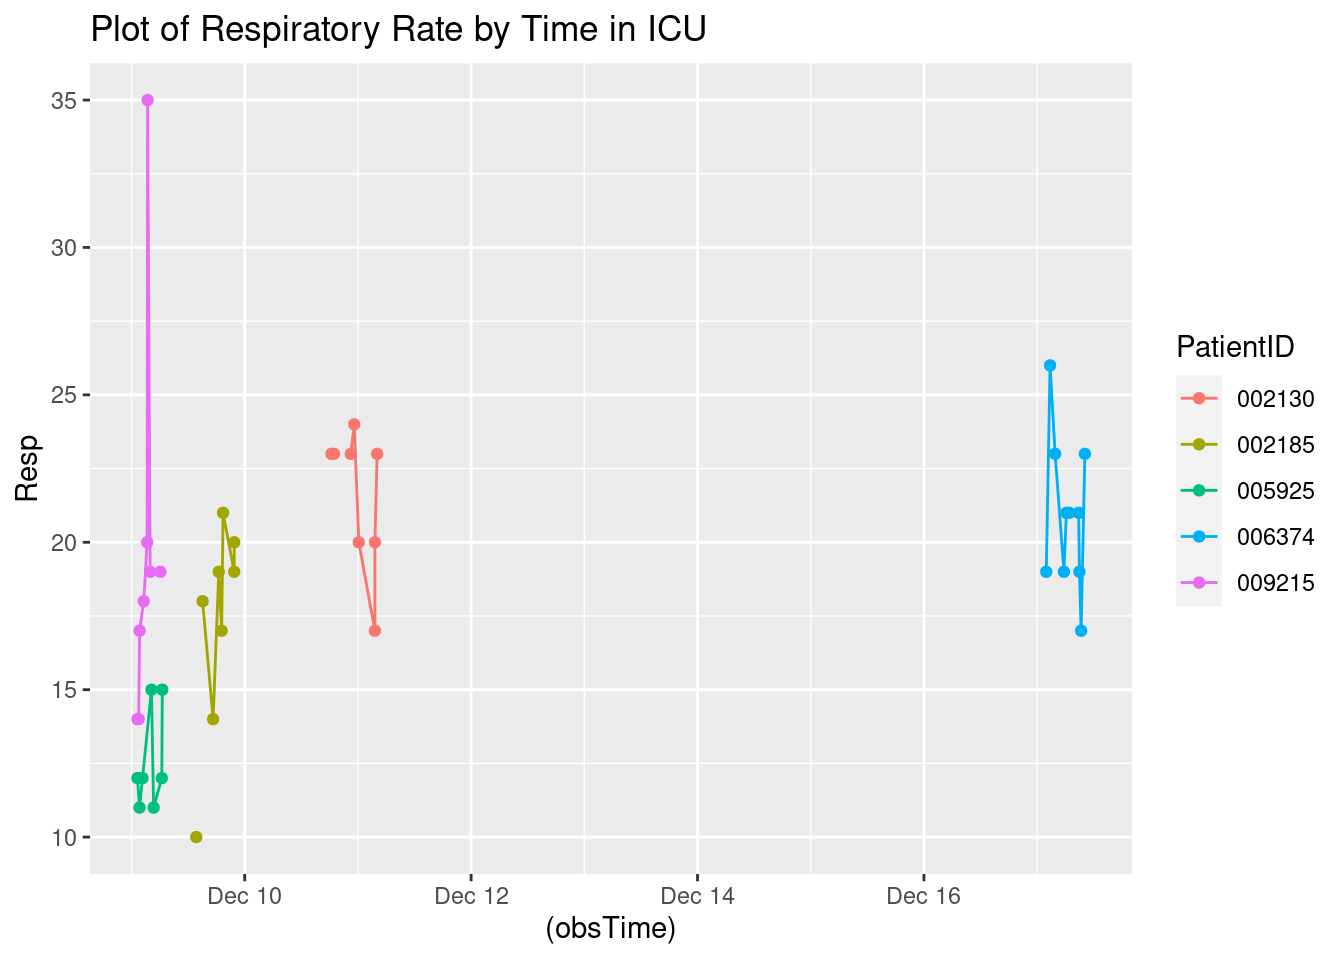 Plot of Respiratory Rate by Time in ICU
Resp
35
30
25
20
15
10
Dec 10
Dec 12
Dec 14
Dec 16
(obsTime)
PatientID
002130
002185
005925
006374
009215